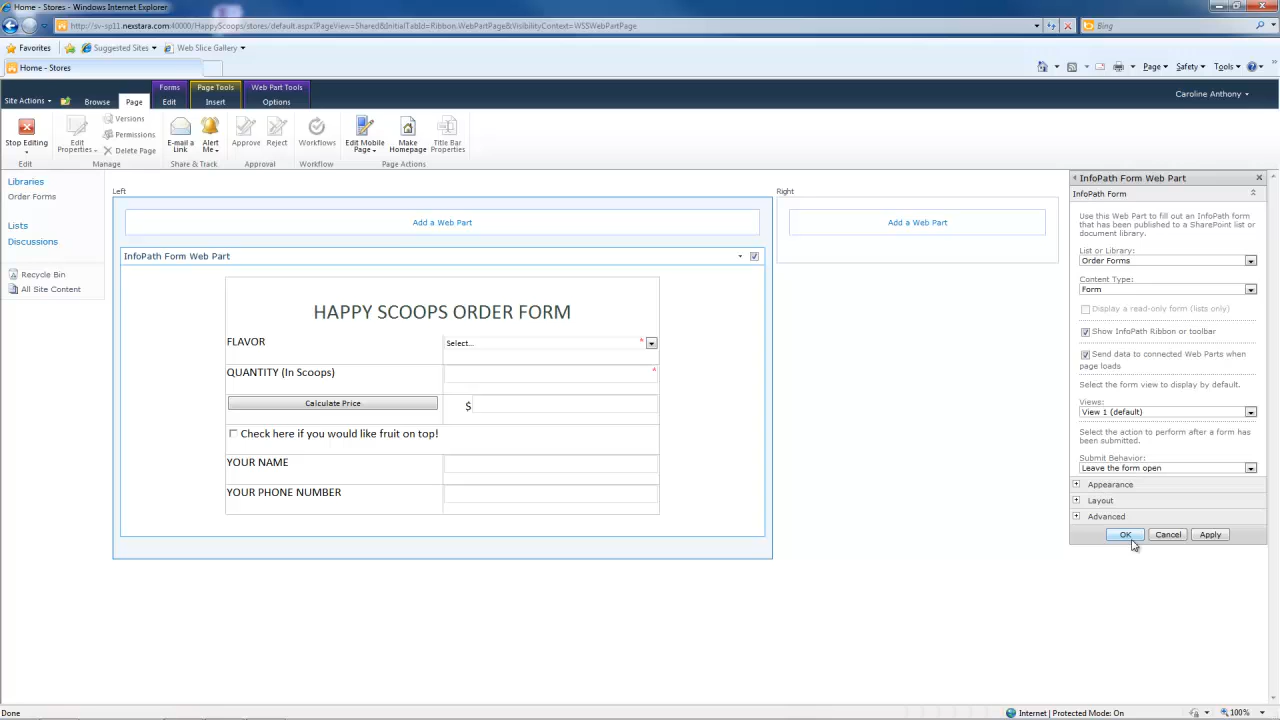 Home - Stores - Windows Internet Explorer
http://sv-sp11.nexstara.com:40000/HappyScoops/stores/default.aspx?PageView=Shared&InitialTabId=Ribbon.WebPartPage&VisibilityContext=WSSWebPartPage
Bing
Favorites Suggested Sites Web Slice Gallery
Home - Stores
Page Safety Tools
Forms Page Tools Web Part Tools
Site Actions Browse Page Edit Insert Options
Caroline Anthony
Stop Editing
Edit Properties
Versions
Permissions
Delete Page
E-mail a Link
Alert Me
Approve
Reject
Workflows
Edit Mobile Page
Make Homepage
Title Bar Properties
Edit Manage Share & Track Approval Workflow Page Actions
Libraries
Order Forms
Lists
Discussions
Recycle Bin
All Site Content
Left
Add a Web Part
InfoPath Form Web Part
HAPPY SCOOPS ORDER FORM
FLAVOR Select... *
QUANTITY (In Scoops) *
Calculate Price $
Check here if you would like fruit on top!
YOUR NAME
YOUR PHONE NUMBER
Right
Add a Web Part
InfoPath Form Web Part
InfoPath Form
Use this Web Part to fill out an InfoPath form
that has been published to a SharePoint list or
document library.
List or Library:
Order Forms
Content Type:
Form
Display a read-only form (lists only)
Show InfoPath Ribbon or toolbar
Send data to connected Web Parts when
page loads
Select the form view to display by default.
Views:
View 1 (default)
Select the action to perform after a form has
been submitted.
Submit Behavior:
Leave the form open
Appearance
Layout
Advanced
OK Cancel Apply
Done
Internet | Protected Mode: On
100%